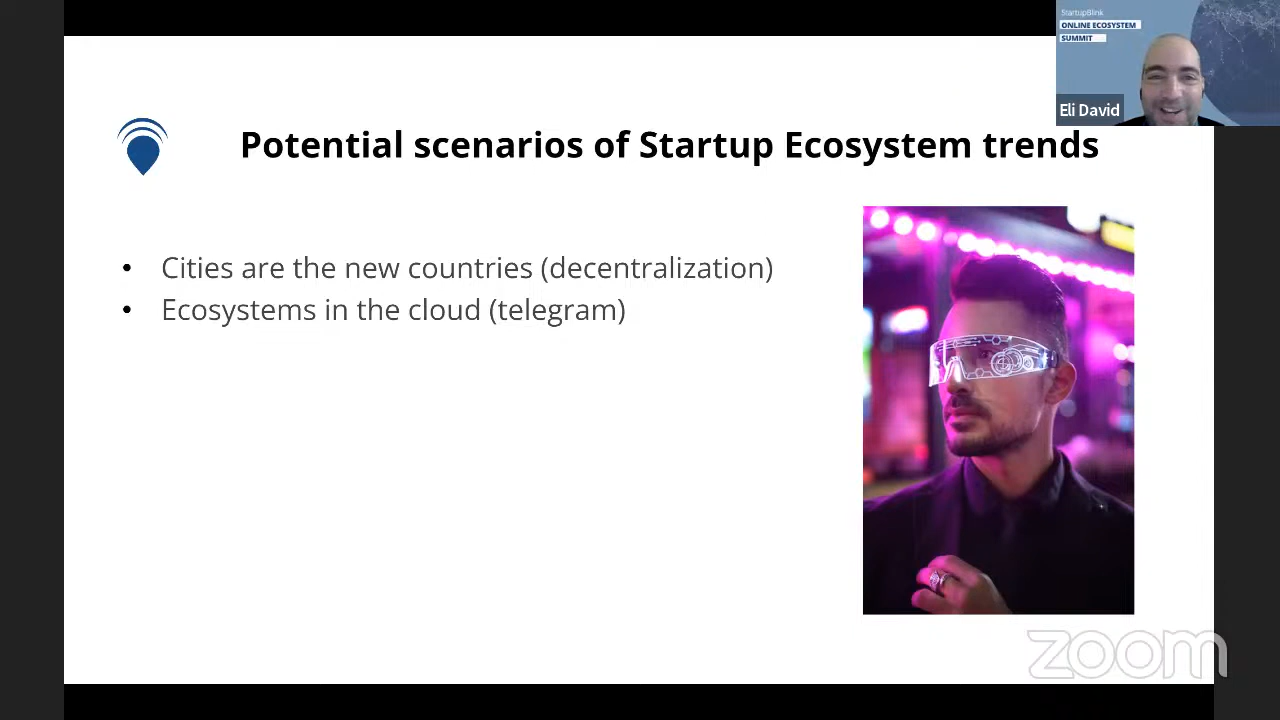 StartupBlink
ONLINE ECOSYSTEM
SUMMIT
Eli David
Potential scenarios of Startup Ecosystem trends
• Cities are the new countries (decentralization)
• Ecosystems in the cloud (telegram)
zoom